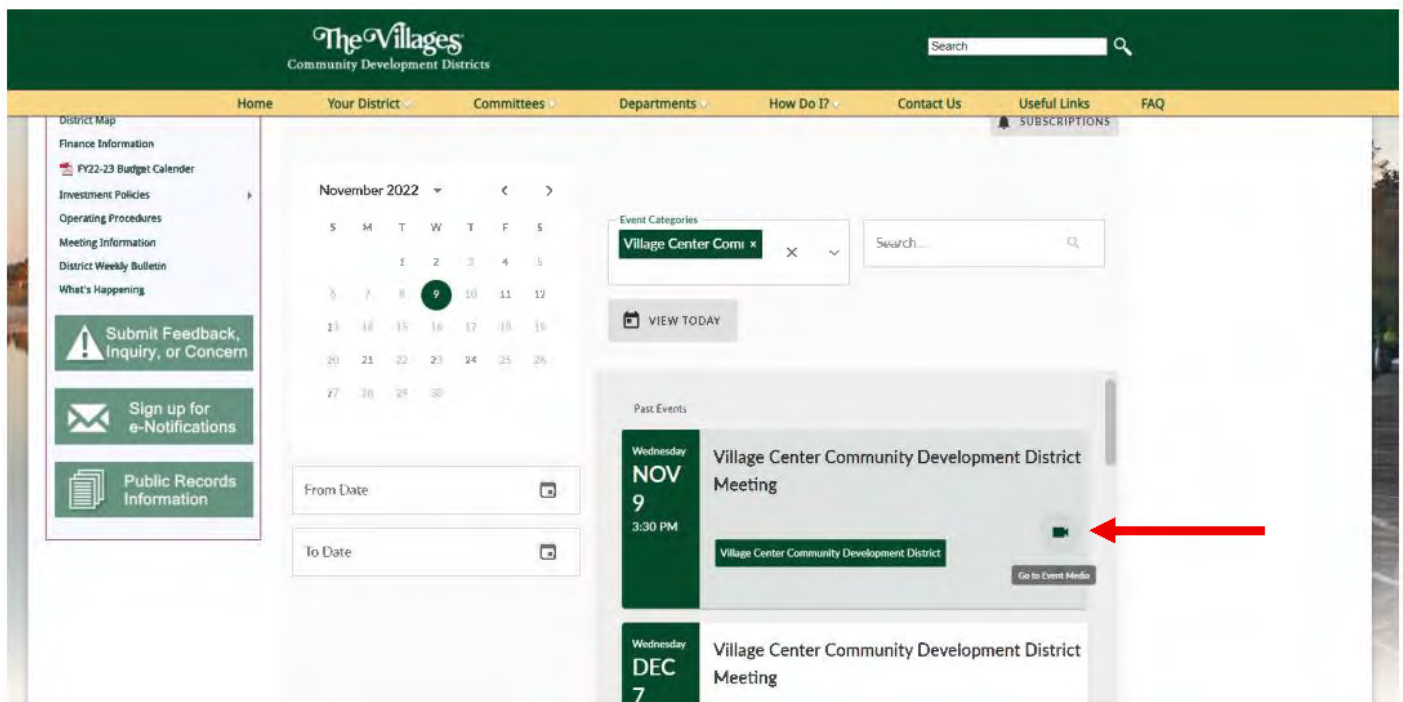 The Villages
Community Development Districts
Search
Home Your District Committees Departments How Do I? Contact Us Useful Links FAQ
District Map
SUBSCRIPTIONS
Finance Information
FY22-23 Budget Calender
Investment Policies
Operating Procedures
Meeting Information
District Weekly Bulletin
What's Happening
Submit Feedback,
Inquiry, or Concern
Sign up for
e-Notifications
Public Records
Information
November 2022
S M T W T F S
1 2 3 4 5
6 7 8 9 10 11 12
13 14 15 16 17 18 19
20 21 22 23 24 25 26
27 28 29 30
From Date
To Date
Event Categories
Village Center Com ×
Search...
VIEW TODAY
Past Events
Wednesday
NOV
9
3:30 PM
Village Center Community Development District
Meeting
Village Center Community Development District
Go to Event Media
Wednesday
DEC
7
Village Center Community Development District
Meeting